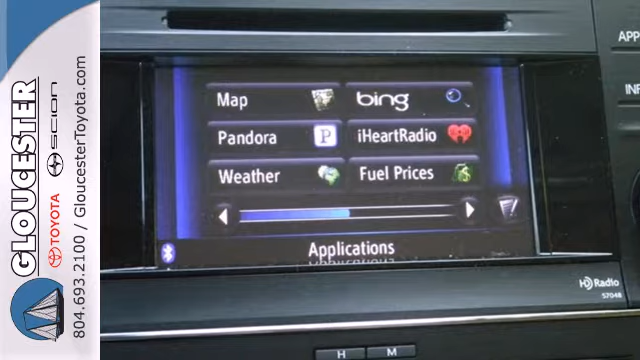 GLOUCESTER
TOYOTA SCION
804.693.2100 / GloucesterToyota.com
Map
bing
Pandora
P
iHeartRadio
Weather
Fuel Prices
Applications
APP
INF
HD Radio
57048
H
M